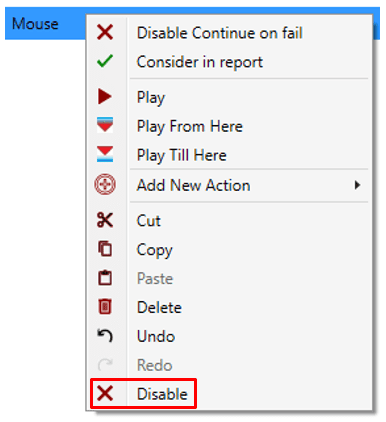 Mouse
Disable Continue on fail
Consider in report
Play
Play From Here
Play Till Here
Add New Action
Cut
Copy
Paste
Delete
Undo
Redo
Disable